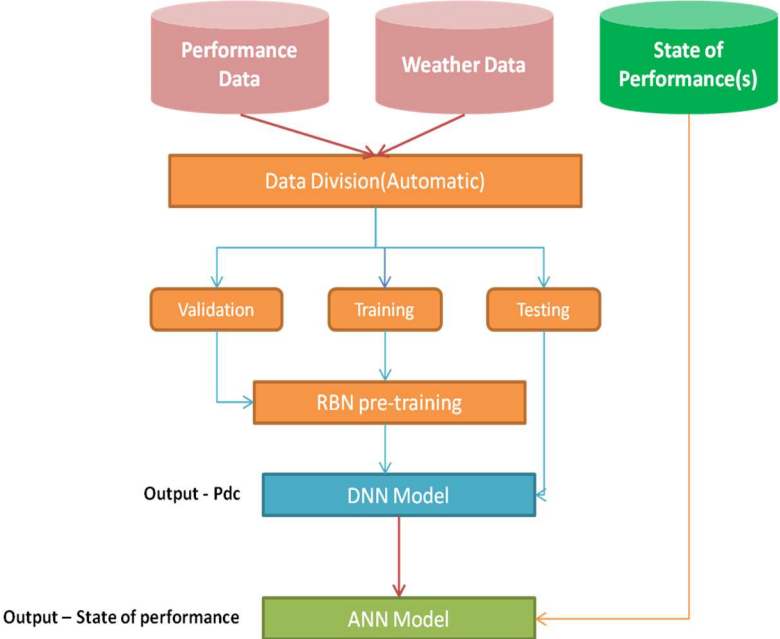 Performance
Data
Weather Data
State of
Performance(s)
Data Division(Automatic)
Validation
Training
Testing
RBN pre-training
Output - Pdc
DNN Model
Output – State of performance
ANN Model